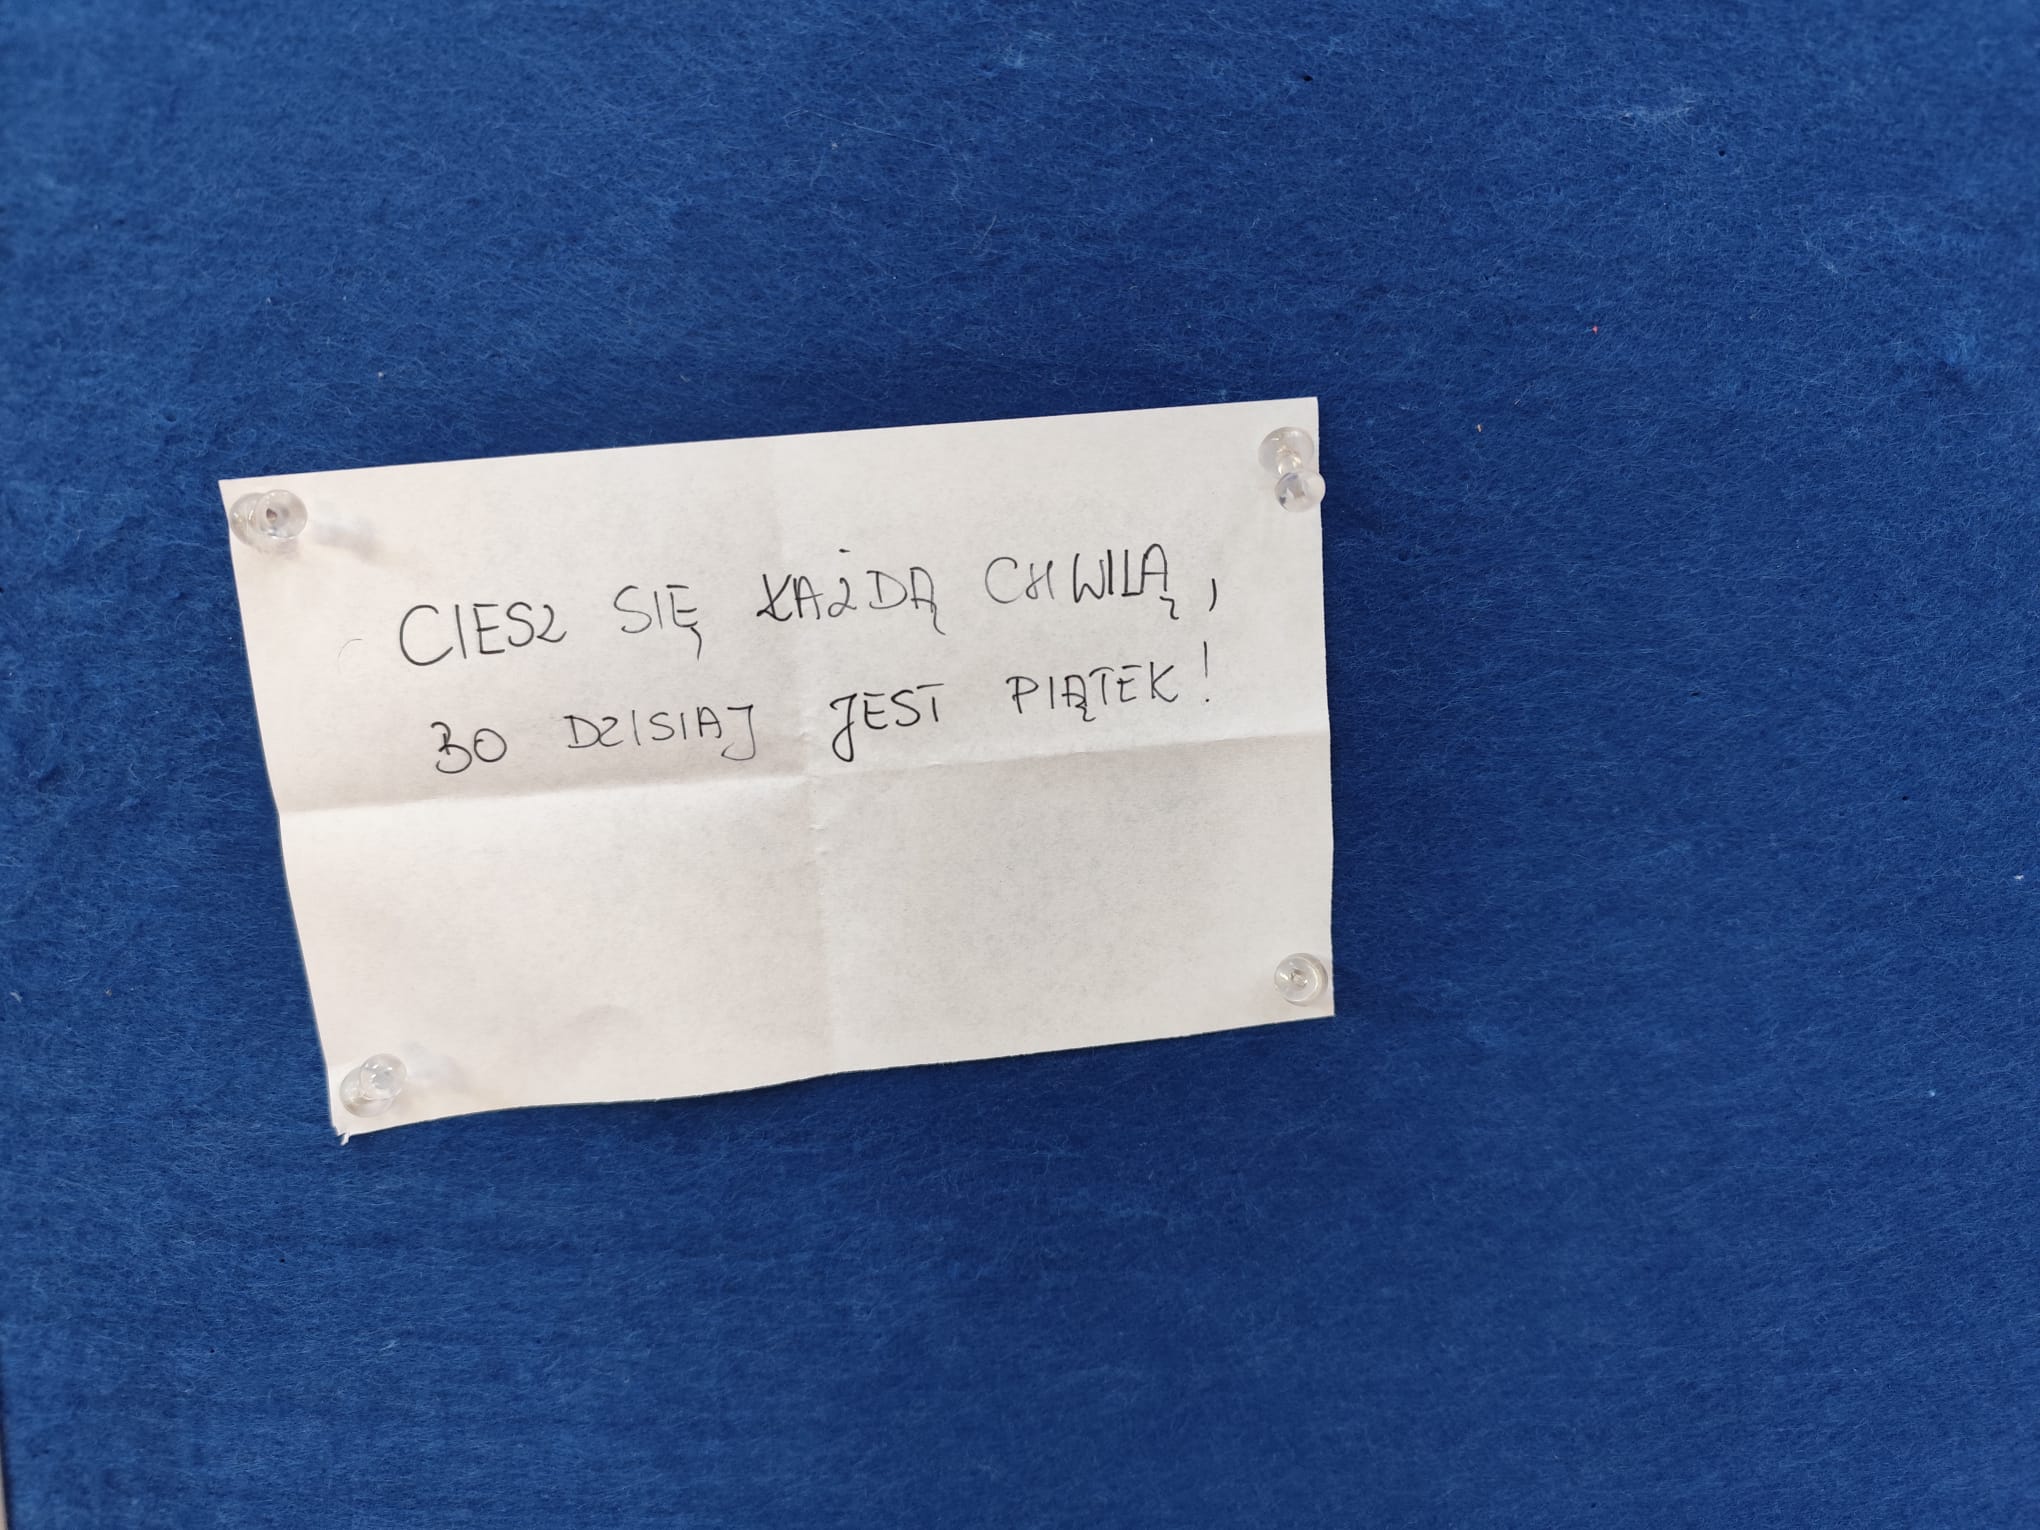 CIESZ SIĘ KAŻDĄ CHWILĄ,
BO DZISIAJ JEST PIĄTEK!